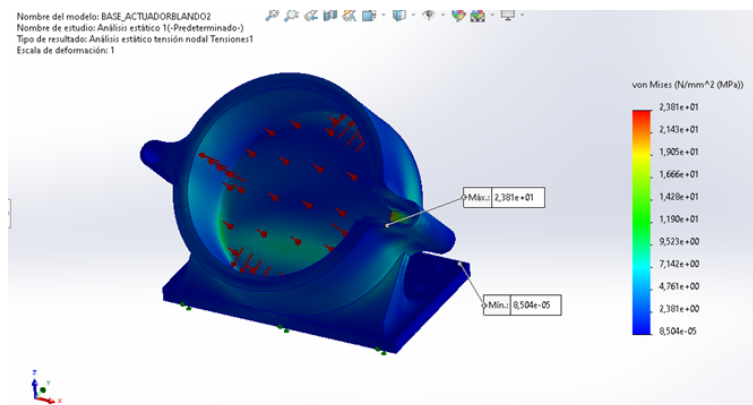 Nombre del modelo: BASE_ACTUADORBLANDO2
Nombre de estudio: Análisis estático 1(-Predeterminado-)
Tipo de resultado: Análisis estático tensión nodal Tensiones1
Escala de deformación: 1
von Mises (N/mm^2 (MPa))
2,381e+01
2,143e+01
1,905e+01
1,666e+01
1,428e+01
1,190e+01
9,523e+00
7,142e+00
4,761e+00
2,381e+00
8,504e-05
Máx.: 2,381e+01
Mín.: 8,504e-05
Z
Y
X